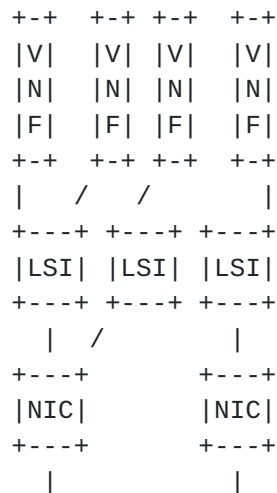 +-+  +-+ +-+  +-+
|V|  |V| |V|  |V|
|N|  |N| |N|  |N|
|F|  |F| |F|  |F|
+-+  +-+ +-+  +-+
|   /   /       |
+---+ +---+ +---+
|LSI| |LSI| |LSI|
+---+ +---+ +---+
  |  /        |
+---+       +---+
|NIC|       |NIC|
+---+       +---+
  |           |